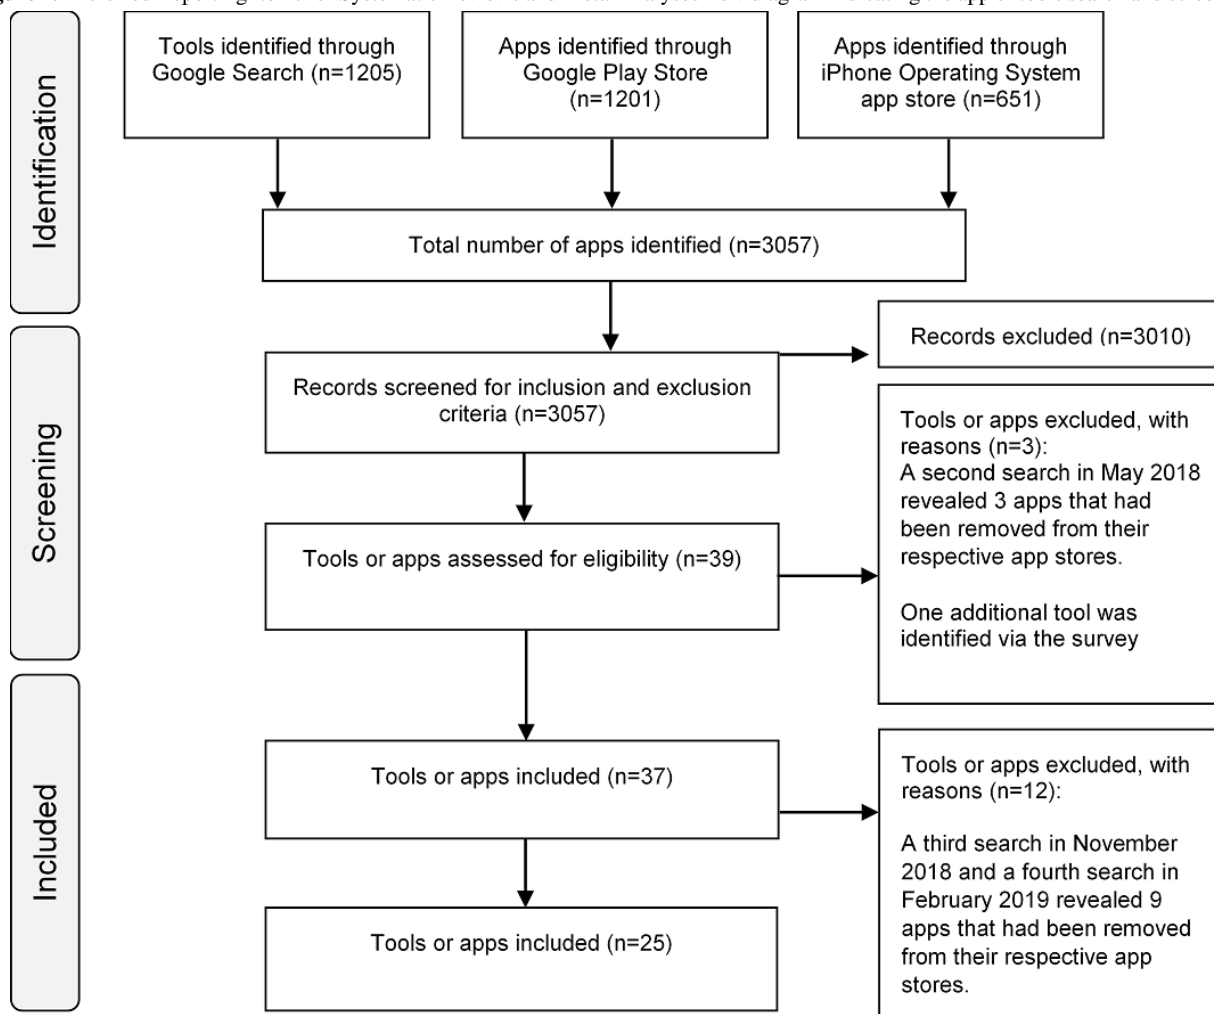 Tools identified through
Google Search (n=1205)
Apps identified through
Google Play Store
(n=1201)
Apps identified through
iPhone Operating System
app store (n=651)
Identification
Total number of apps identified (n=3057)
Records excluded (n=3010)
Records screened for inclusion and exclusion
criteria (n=3057)
Screening
Tools or apps excluded, with
reasons (n=3):
A second search in May 2018
revealed 3 apps that had
been removed from their
respective app stores.
One additional tool was
identified via the survey
Tools or apps assessed for eligibility (n=39)
Included
Tools or apps included (n=37)
Tools or apps excluded, with
reasons (n=12):
A third search in November
2018 and a fourth search in
February 2019 revealed 9
apps that had been removed
from their respective app
stores.
Tools or apps included (n=25)